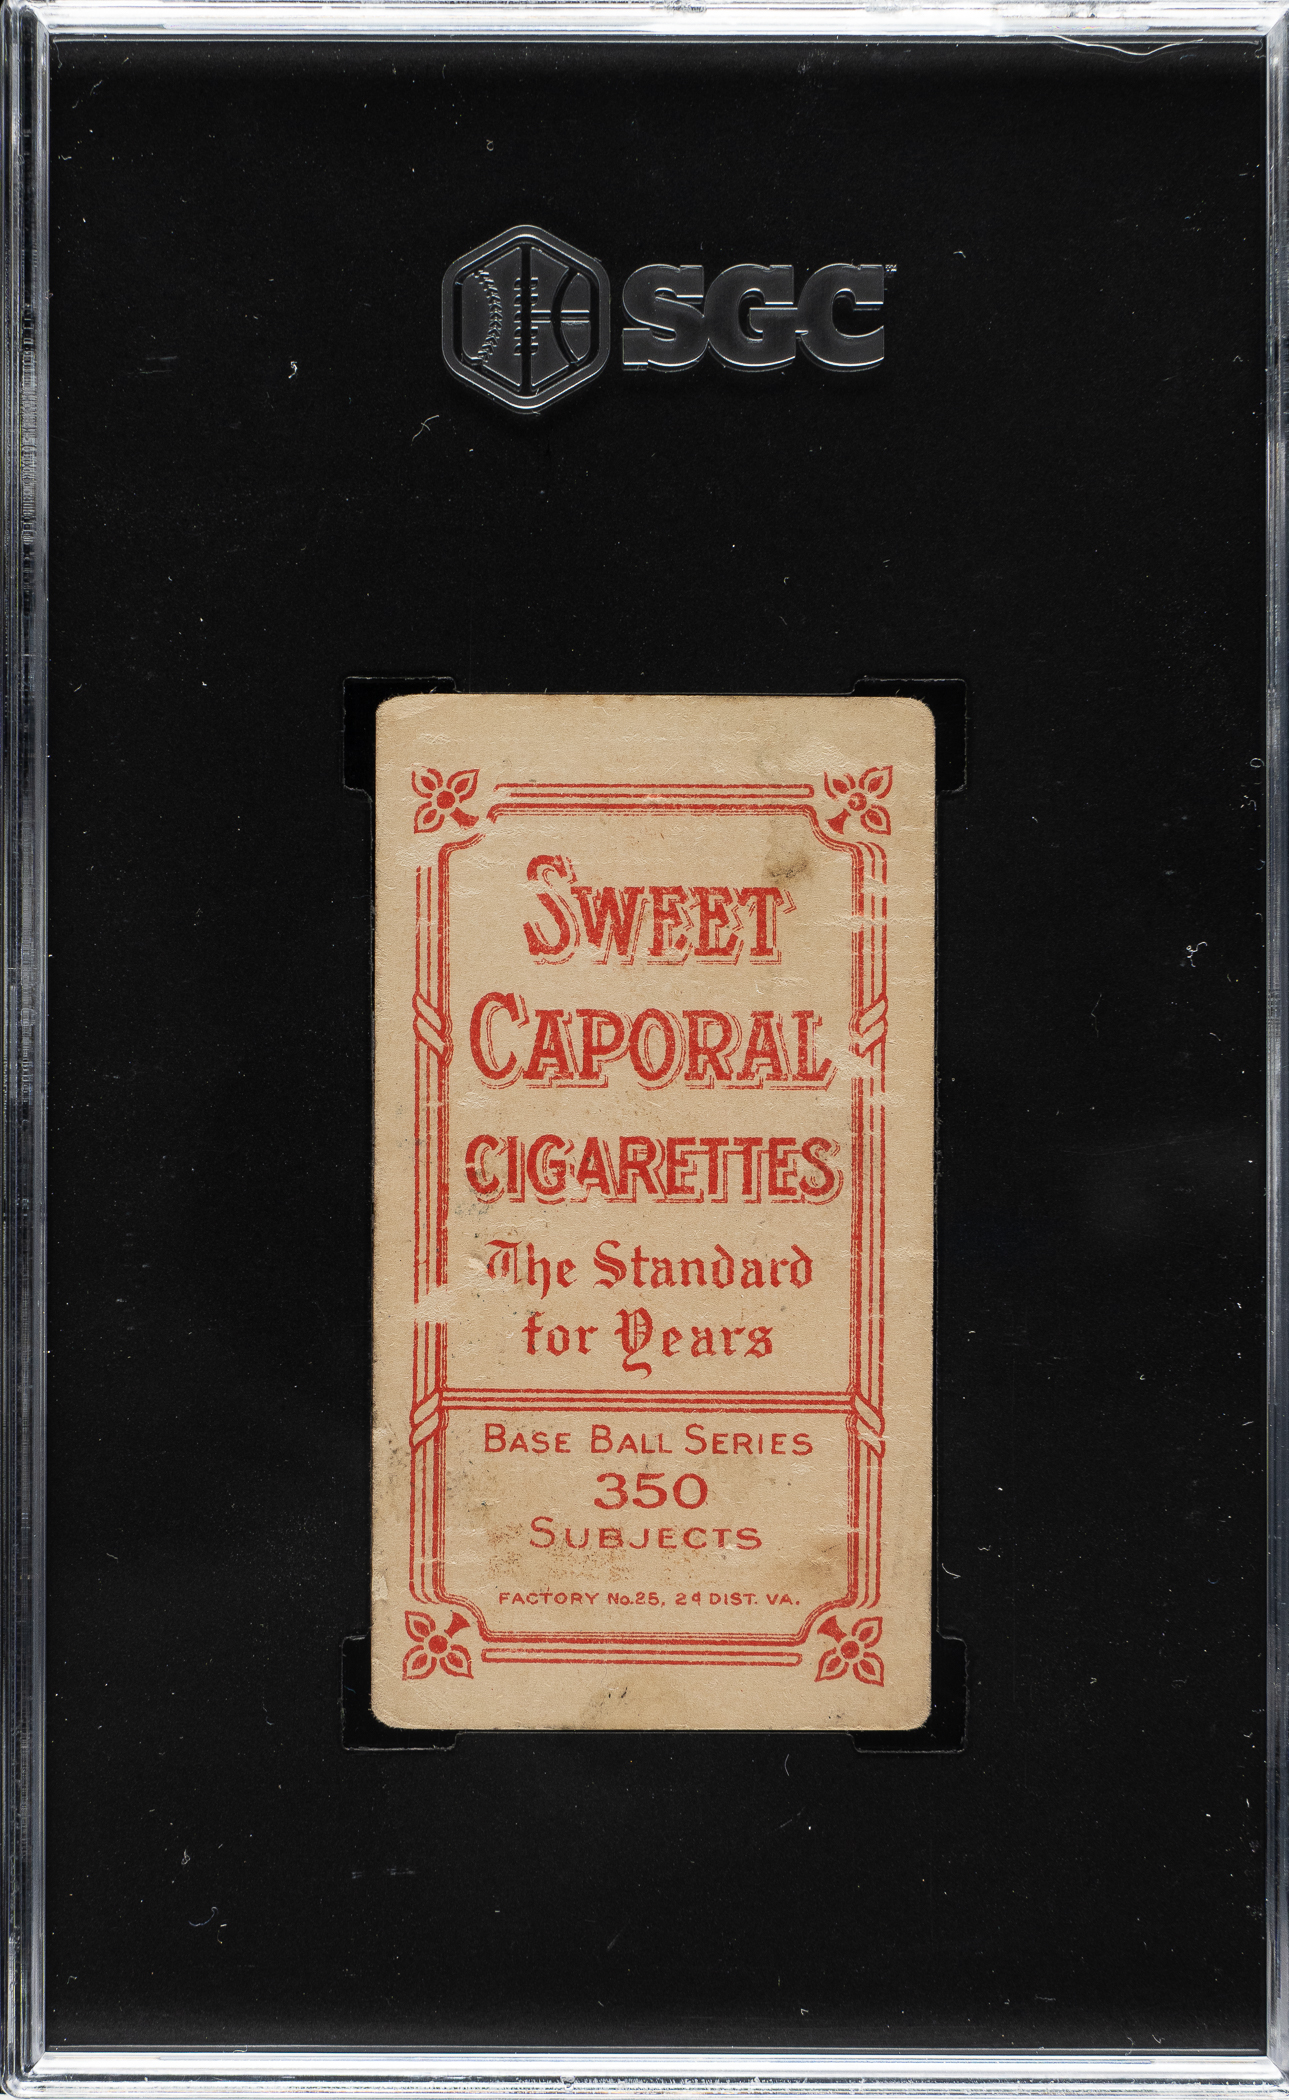 SGC
SWEET
CAPORAL
CIGARETTES
The Standard
for Years
BASE BALL SERIES
350
SUBJECTS
FACTORY No.25, 2d DIST. VA.